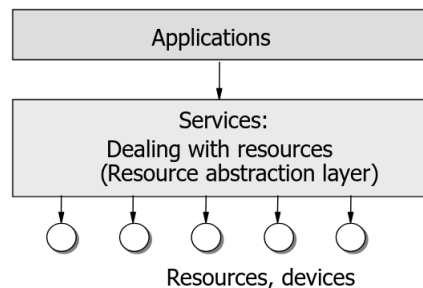 Applications
Services:
Dealing with resources
(Resource abstraction layer)
Resources, devices